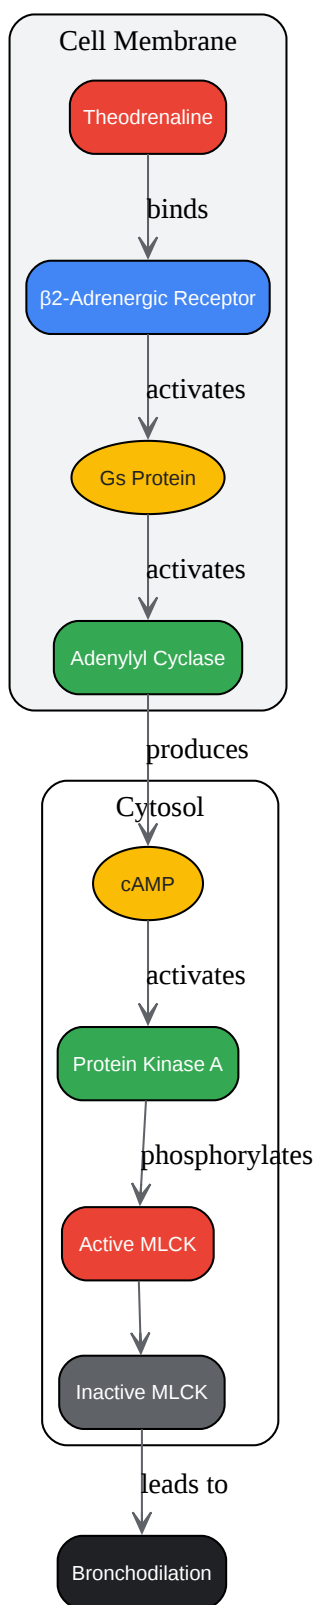 Cell Membrane
Theodrenaline
binds
β2-Adrenergic Receptor
activates
Gs Protein
activates
Adenylyl Cyclase
produces
Cytosol
cAMP
activates
Protein Kinase A
phosphorylates
Active MLCK
Inactive MLCK
leads to
Bronchodilation